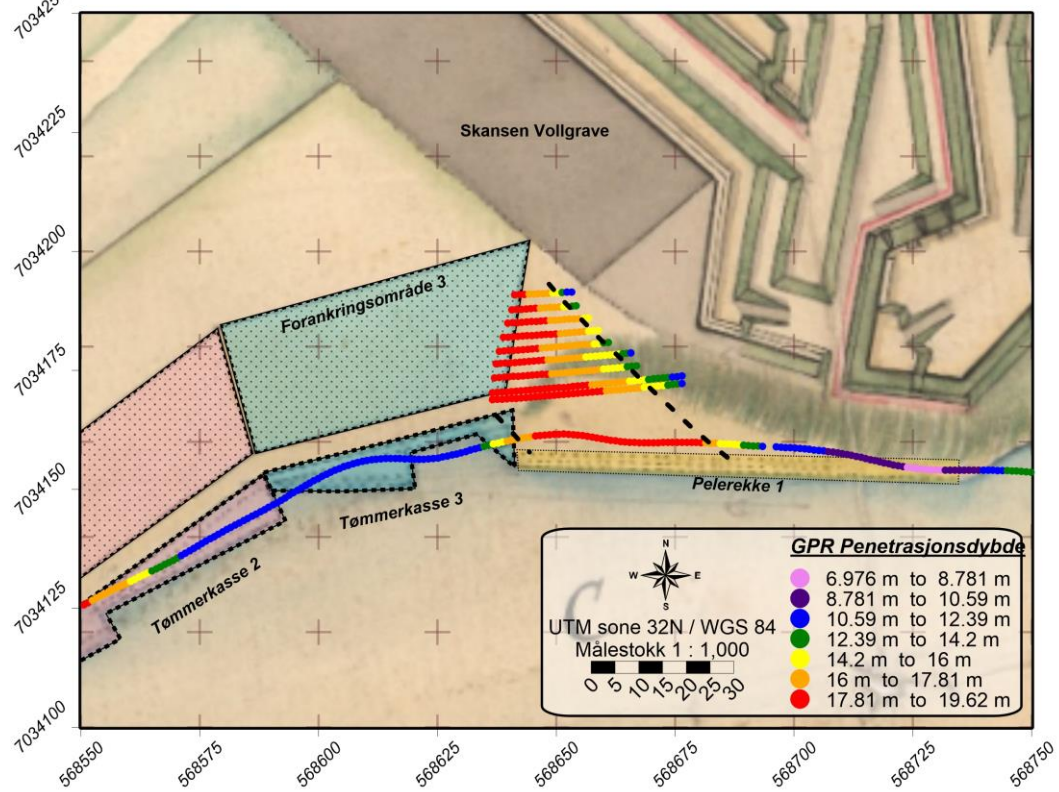 7034250
7034225
7034200
7034175
7034150
7034125
7034100
Skansen Vollgrave
Forankringsområde 3
Tømmerkasse 3
Tømmerkasse 2
Pelerekke 1
C
N
W E
S
UTM sone 32N / WGS 84
Målestokk 1 : 1,000
0 5 10 15 20 25 30
GPR Penetrasjonsdybde
6.976 m to 8.781 m
8.781 m to 10.59 m
10.59 m to 12.39 m
12.39 m to 14.2 m
14.2 m to 16 m
16 m to 17.81 m
17.81 m to 19.62 m
568550 568575 568600 568625 568650 568675 568700 568725 568750